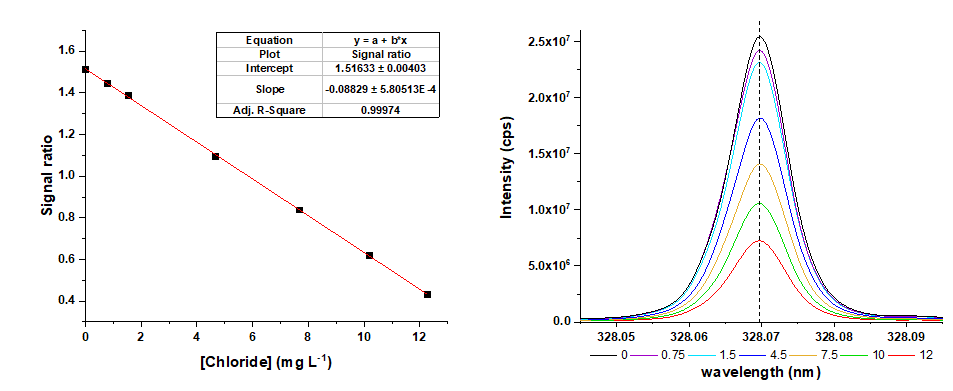 Equation y = a + b*x
Plot Signal ratio
Intercept 1.51633 ± 0.00403
Slope -0.08829 ± 5.80513E-4
Adj. R-Square 0.99974
1.6
1.4
1.2
1.0
0.8
0.6
0.4
Signal ratio
0 2 4 6 8 10 12
[Chloride] (mg L⁻¹)
2.5x10⁷
2.0x10⁷
1.5x10⁷
1.0x10⁷
5.0x10⁶
0.0
Intensity (cps)
328.05 328.06 328.07 328.08 328.09
0 0.75 1.5 4.5 7.5 10 12
wavelength (nm)